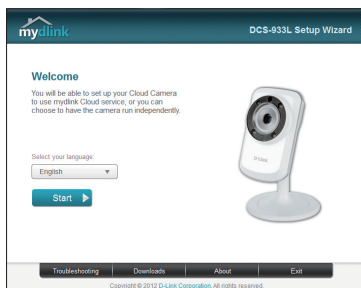 mydlink
DCS-933L Setup Wizard
Welcome
You will be able to set up your Cloud Camera
to use mydlink Cloud service, or you can
choose to have the camera run independently.
Select your language:
English
Start
D-Link
Troubleshooting
Downloads
About
Exit
Copyright © 2012 D-Link Corporation. All rights reserved.